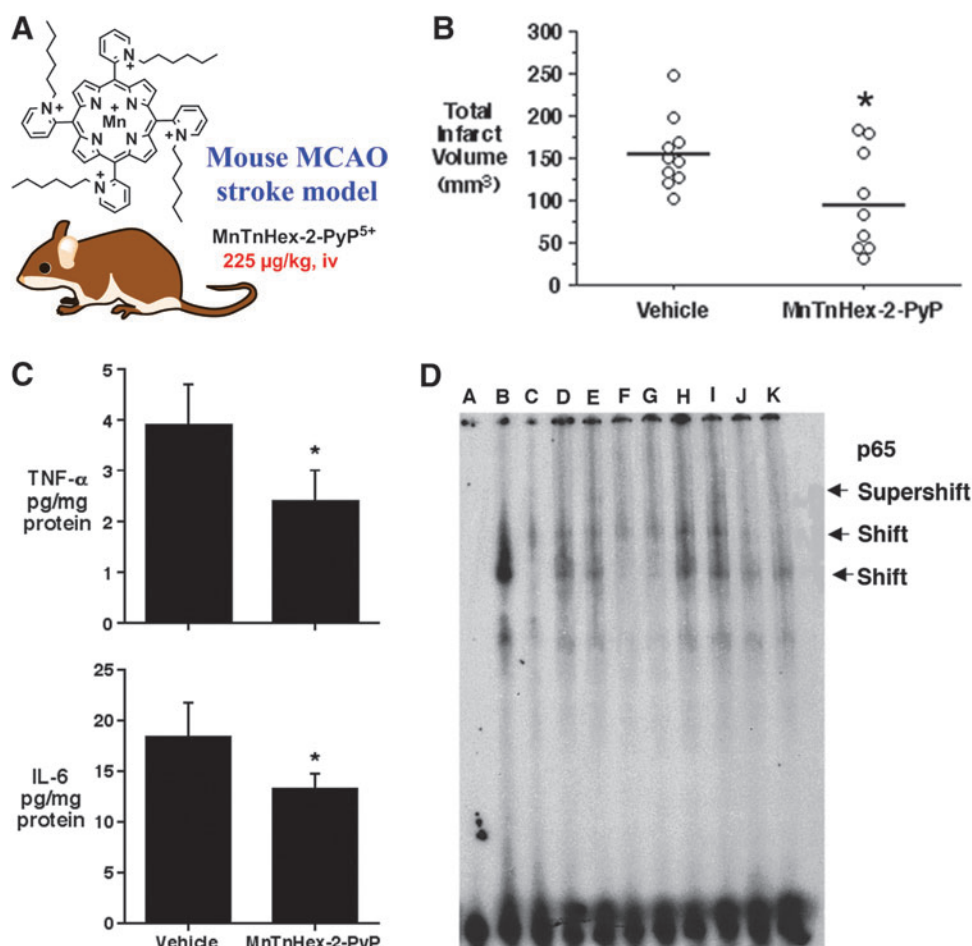 A
N
+
N
+
N
N
+
Mn
N
N
N
+
N
+
Mouse MCAO
stroke model
MnTnHex-2-PyP⁵⁺
225 µg/kg, iv
B
Total
Infarct
Volume
(mm³)
300
250
200
150
100
50
0
*
Vehicle
MnTnHex-2-PyP
C
TNF-α
pg/mg
protein
5
4
3
2
1
0
*
IL-6
pg/mg
protein
25
20
15
10
5
0
*
Vehicle
MnTnHex-2-PyP
D
A B C D E F G H I J K
p65
Supershift
Shift
Shift